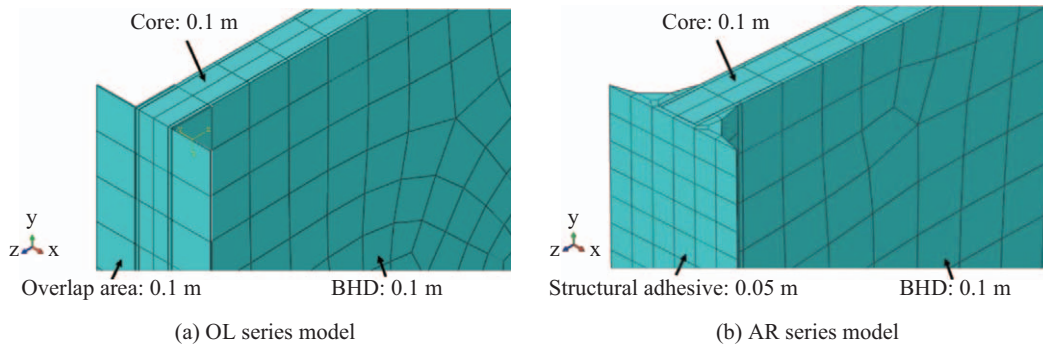 Core: 0.1 m
Core: 0.1 m
y
z x
y
z x
Overlap area: 0.1 m
BHD: 0.1 m
Structural adhesive: 0.05 m
BHD: 0.1 m
(a) OL series model
(b) AR series model